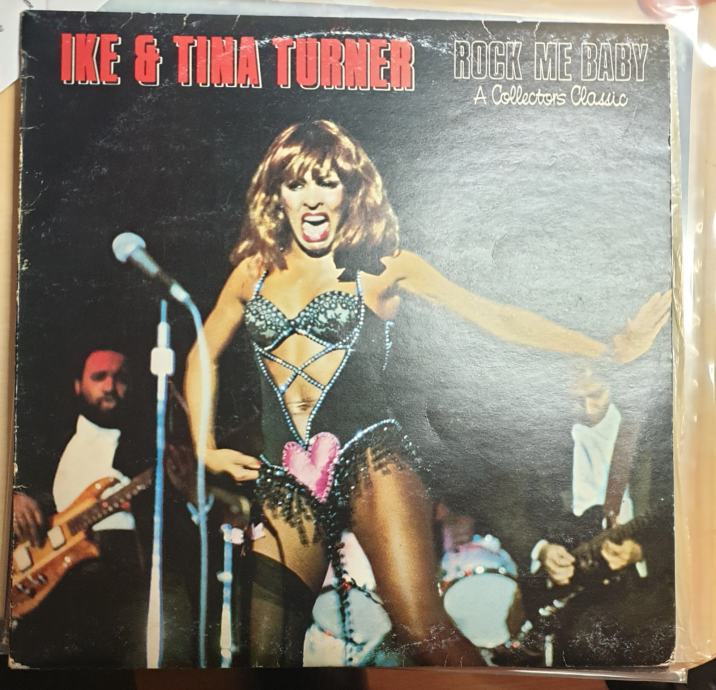 IKE & TINA TURNER
ROCK ME BABY
A Collectors Classic